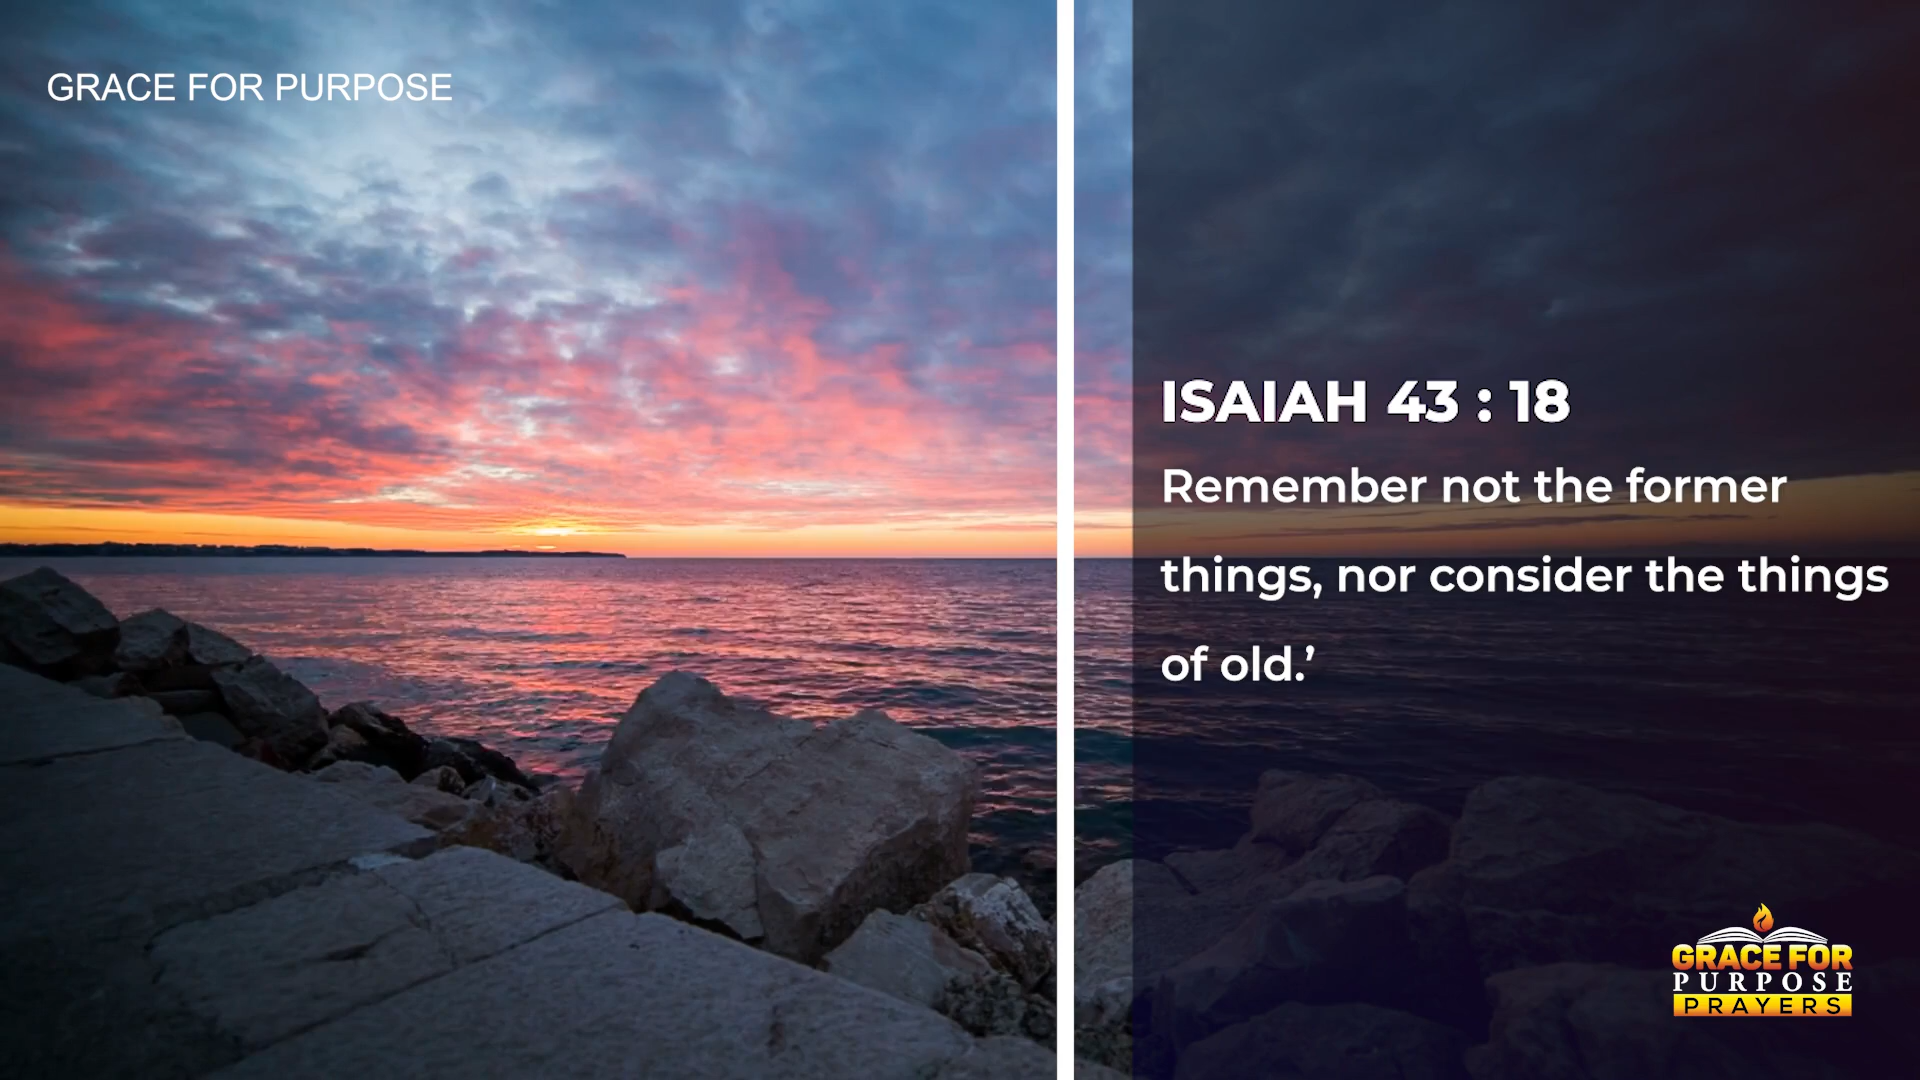 GRACE FOR PURPOSE
ISAIAH 43 : 18
Remember not the former
things, nor consider the things
of old.’
GRACE FOR
PURPOSE
PRAYERS